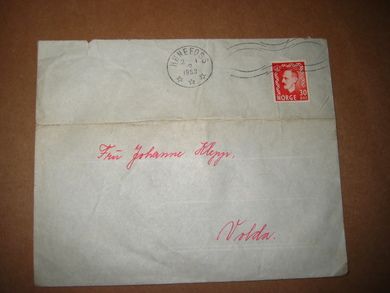 HØNEFOSS
1953
30
NORGE
Fru Johanne Klepp,
Volda.